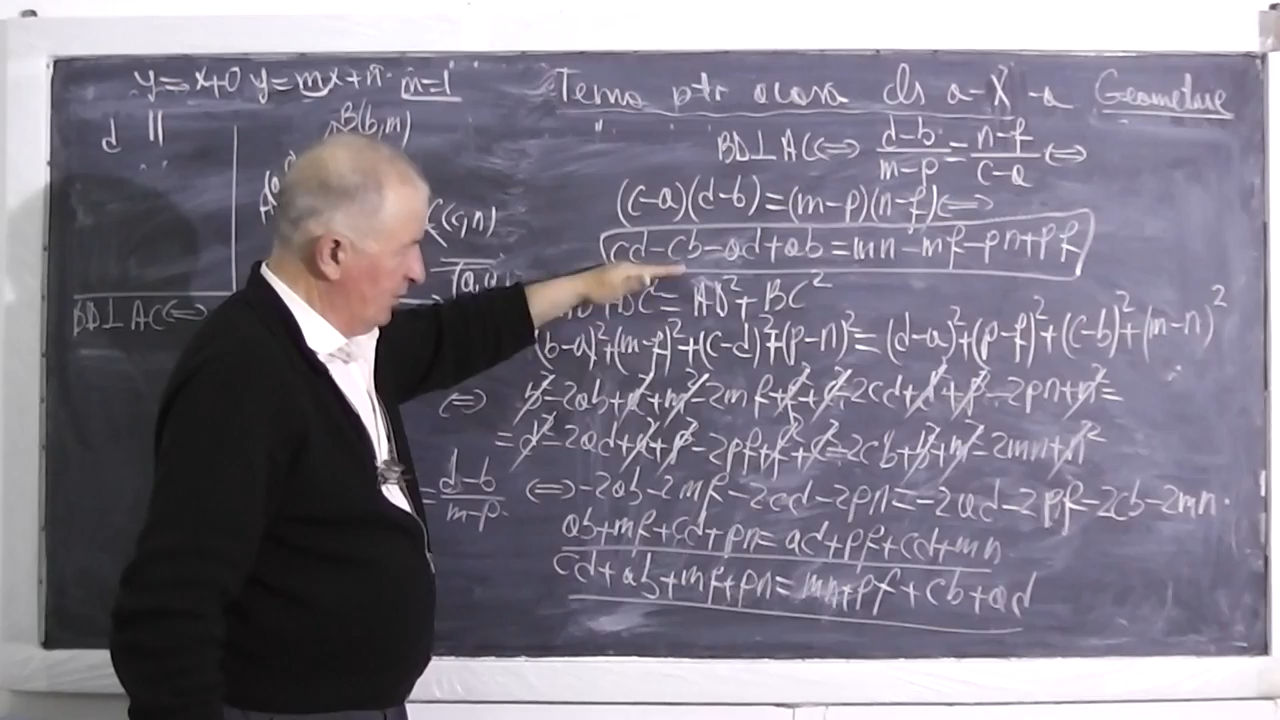 y=x+0 y=mx+n m=1
d ||
B(b,m)
C(c,n)
BD⊥AC⇔
⇔
=d-b/m-p
Tema ptr acasa cls a-X-a Geometrie
BD⊥AC⇔ d-b/m-p=n-f/c-a ⇔
(c-a)(d-b)=(m-p)(n-f)⇔
cd-cb-ad+ab=mn-mf-pn+pf
DC²=AD²+BC²
(b-a)²+(m-f)²+(c-d)²+(p-n)²=(d-a)²+(p-f)²+(c-b)²+(m-n)²
b²-2ab+a²+m²-2mf+f²+c²-2cd+d²+p²-2pn+n²=
=d²-2ad+a²+p²-2pf+f²+c²-2cb+b²+m²-2mn+n²
⇔-2ab-2mf-2cd-2pn=-2ad-2pf-2cb-2mn.
ab+mf+cd+pn=ad+pf+cd+mn
cd+ab+mf+pn=mn+pf+cb+ad